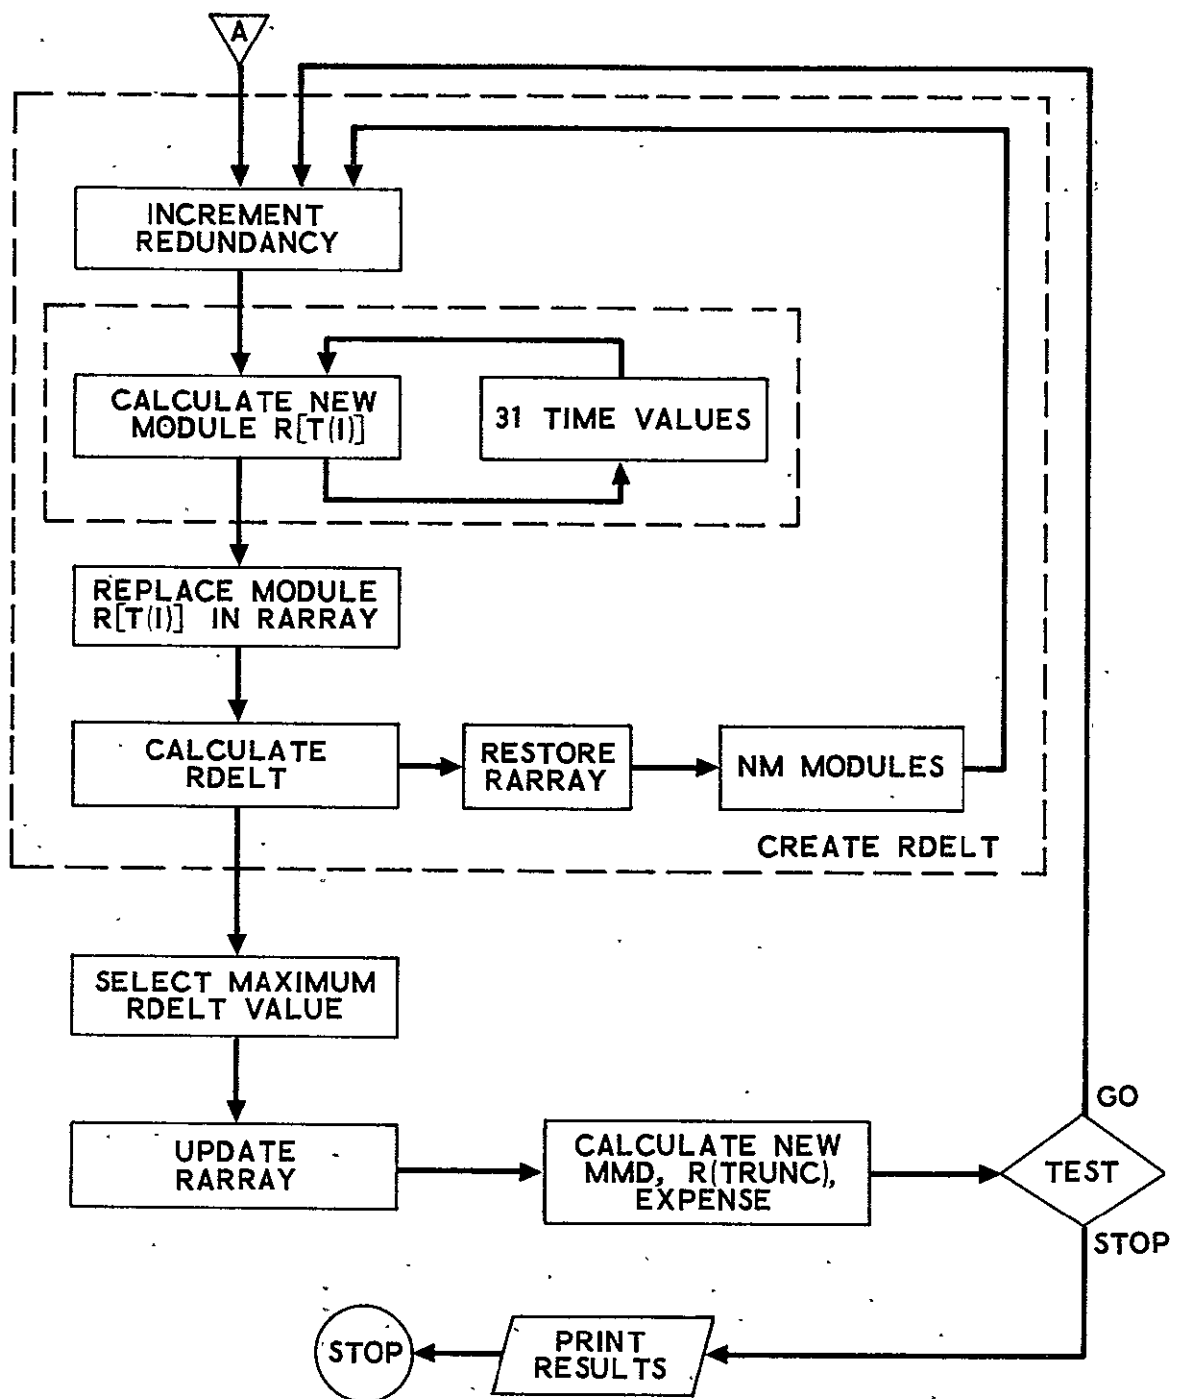 A
INCREMENT
REDUNDANCY
CALCULATE NEW
MODULE R[T(I)]
31 TIME VALUES
REPLACE MODULE
R[T(I)] IN RARRAY
CALCULATE
RDELT
RESTORE
RARRAY
NM MODULES
CREATE RDELT
SELECT MAXIMUM
RDELT VALUE
UPDATE
RARRAY
CALCULATE NEW
MMD, R(TRUNC),
EXPENSE
GO
TEST
STOP
PRINT
RESULTS
STOP